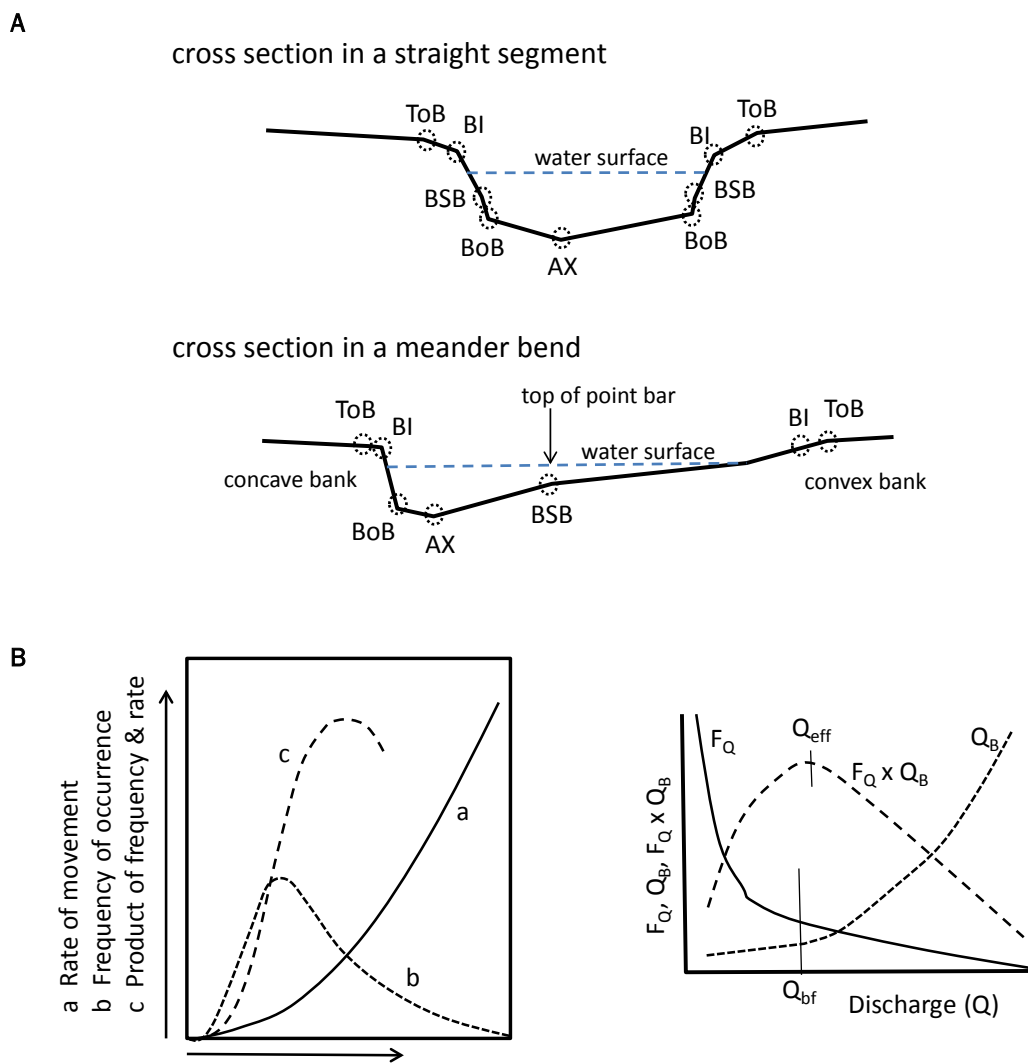 A
cross section in a straight segment
ToB
BI
water surface
BSB
BoB
AX
BI
ToB
BSB
BoB
cross section in a meander bend
top of point bar
ToB
BI
water surface
BI
ToB
concave bank
convex bank
BoB
AX
BSB
B
a Rate of movement
b Frequency of occurrence
c Product of frequency & rate
c
a
b
F_Q, Q_B, F_Q x Q_B
F_Q
Q_eff
Q_B
F_Q x Q_B
Q_bf
Discharge (Q)